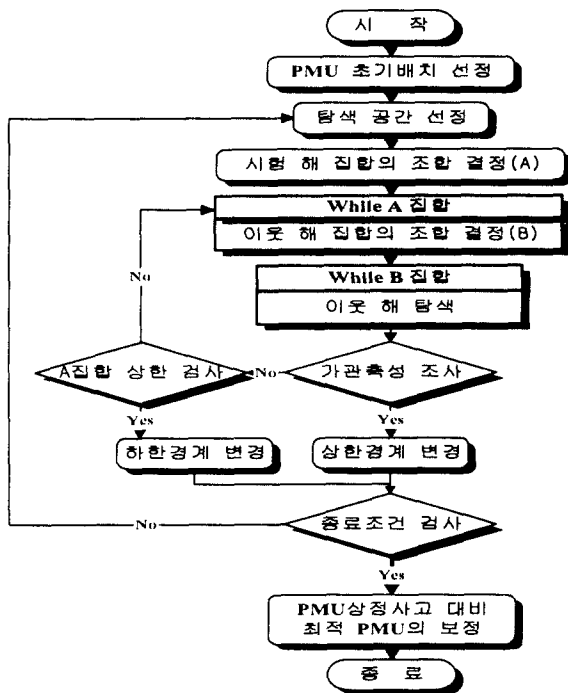 시 작
PMU 초기배치 선정
탐색 공간 선정
시험 해 집합의 조합 결정(A)
While A 집합
이웃 해 집합의 조합 결정(B)
No
While B 집합
이웃 해 탐색
A집합 상한 검사
No
가관측성 조사
Yes
Yes
하한경계 변경
상한경계 변경
No
종료조건 검사
Yes
PMU상정사고 대비
최적 PMU의 보정
종 료